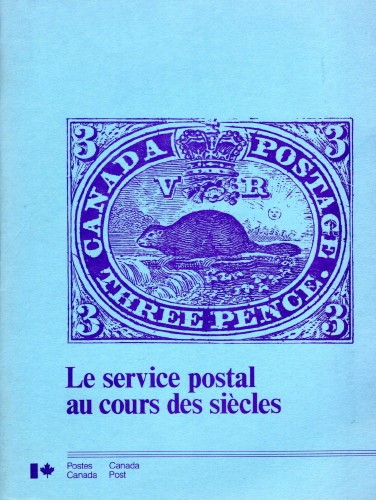 3 3
CANADA POSTAGE
V R
THREE PENCE.
3 3
Le service postal
au cours des siècles
Postes Canada
Canada Post